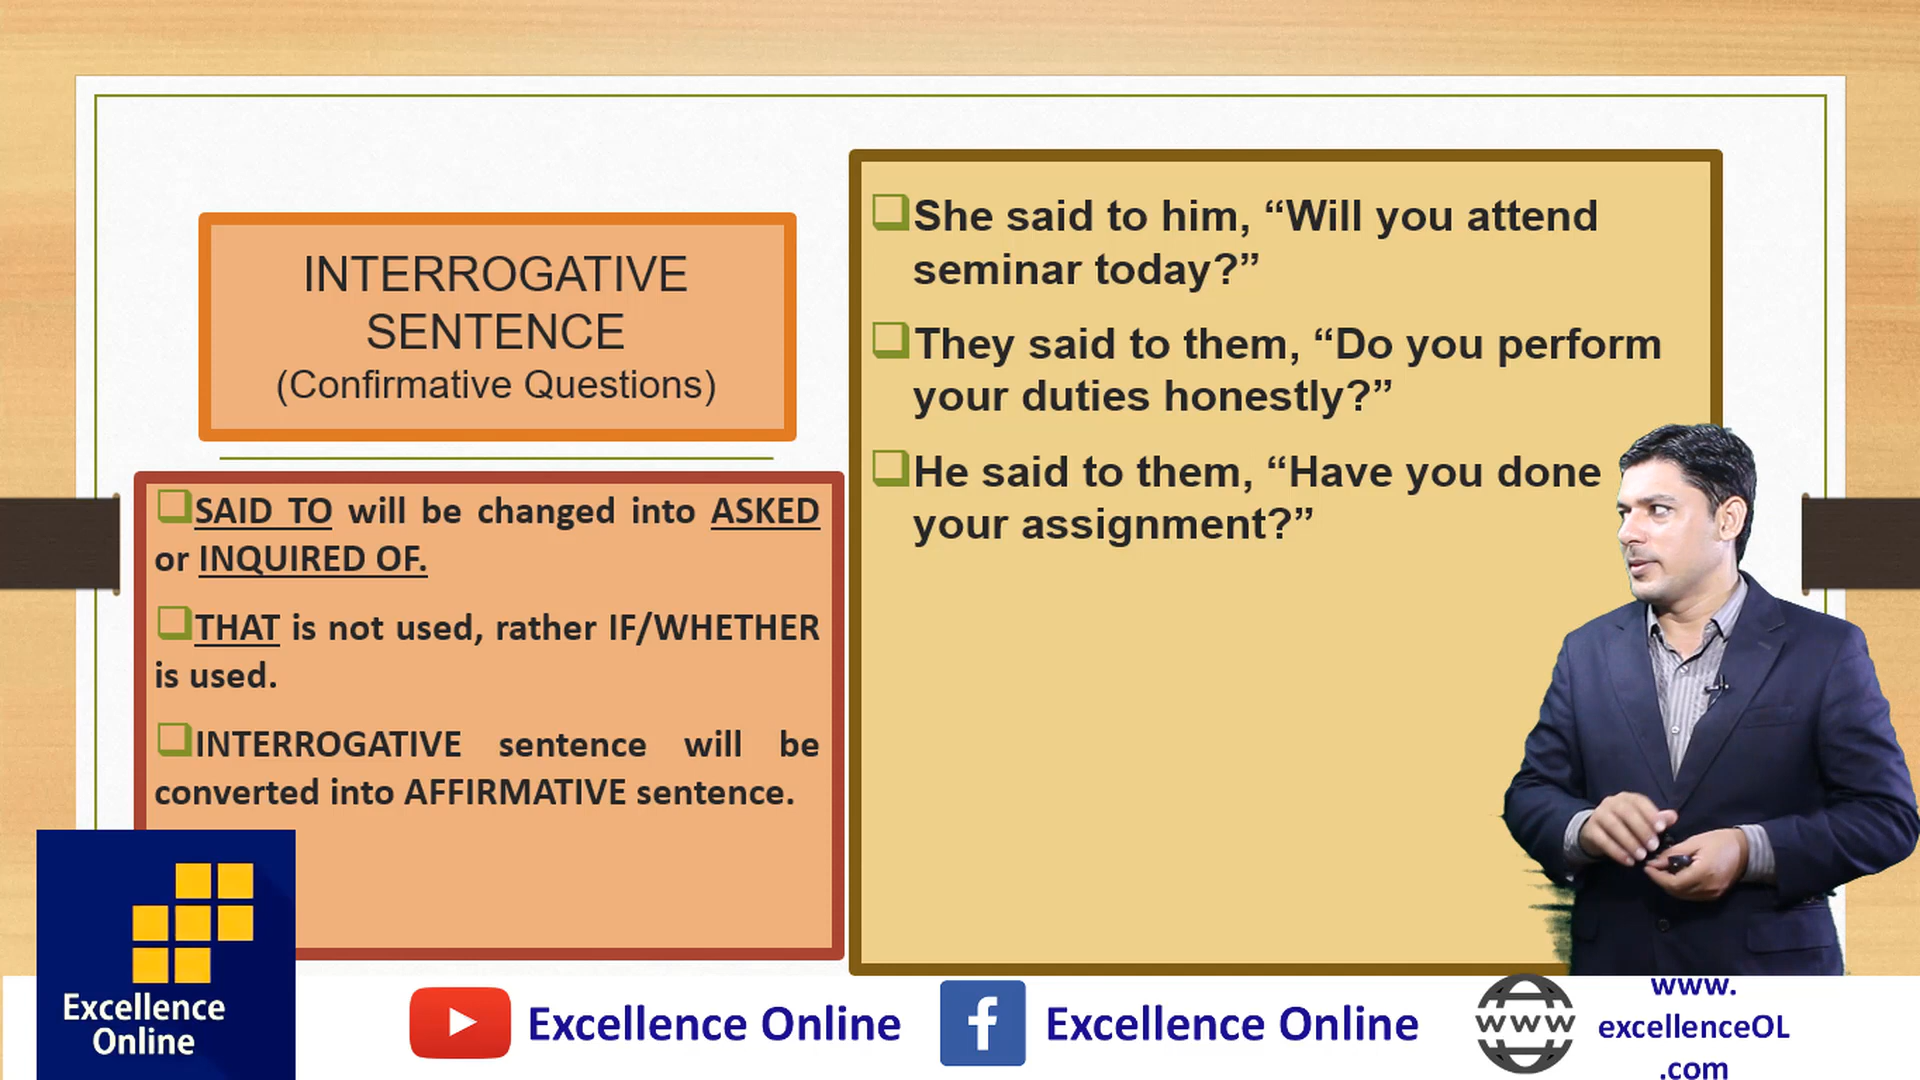 INTERROGATIVE
SENTENCE
(Confirmative Questions)
SAID TO will be changed into ASKED
or INQUIRED OF.
THAT is not used, rather IF/WHETHER
is used.
INTERROGATIVE sentence will be
converted into AFFIRMATIVE sentence.
She said to him, “Will you attend
seminar today?”
They said to them, “Do you perform
your duties honestly?”
He said to them, “Have you done
your assignment?”
Excellence
Online
Excellence Online
f
Excellence Online
www
www.
excellenceOL
.com